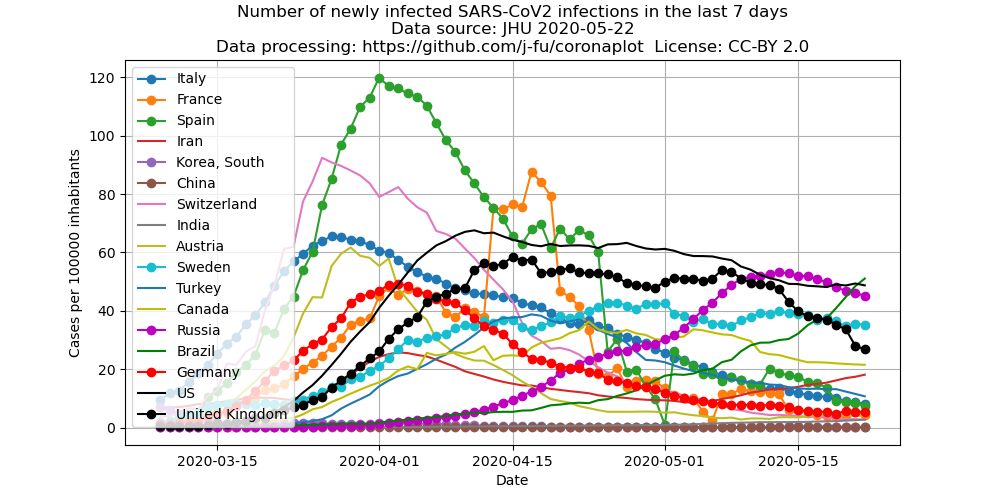 Number of newly infected SARS-CoV2 infections in the last 7 days
Data source: JHU 2020-05-22
Data processing: https://github.com/j-fu/coronaplot  License: CC-BY 2.0
Cases per 100000 inhabitants
120
100
80
60
40
20
0
Italy
France
Spain
Iran
Korea, South
China
Switzerland
India
Austria
Sweden
Turkey
Canada
Russia
Brazil
Germany
US
United Kingdom
2020-03-15
2020-04-01
2020-04-15
2020-05-01
2020-05-15
Date